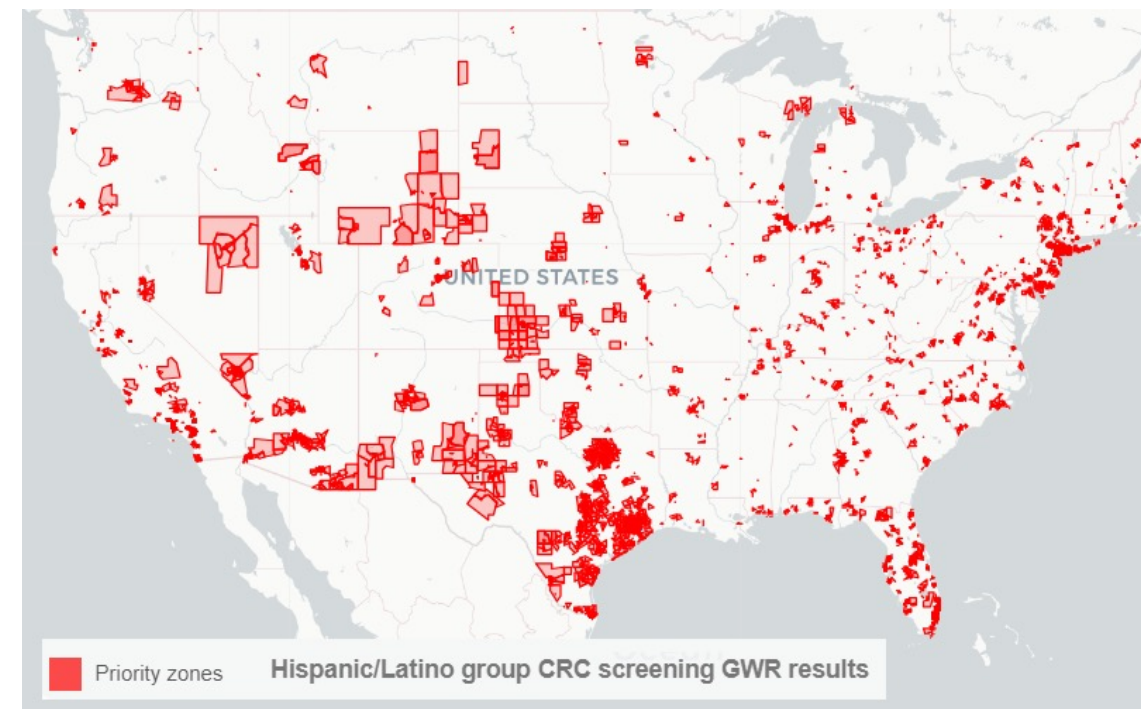 UNITED STATES
Priority zones
Hispanic/Latino group CRC screening GWR results